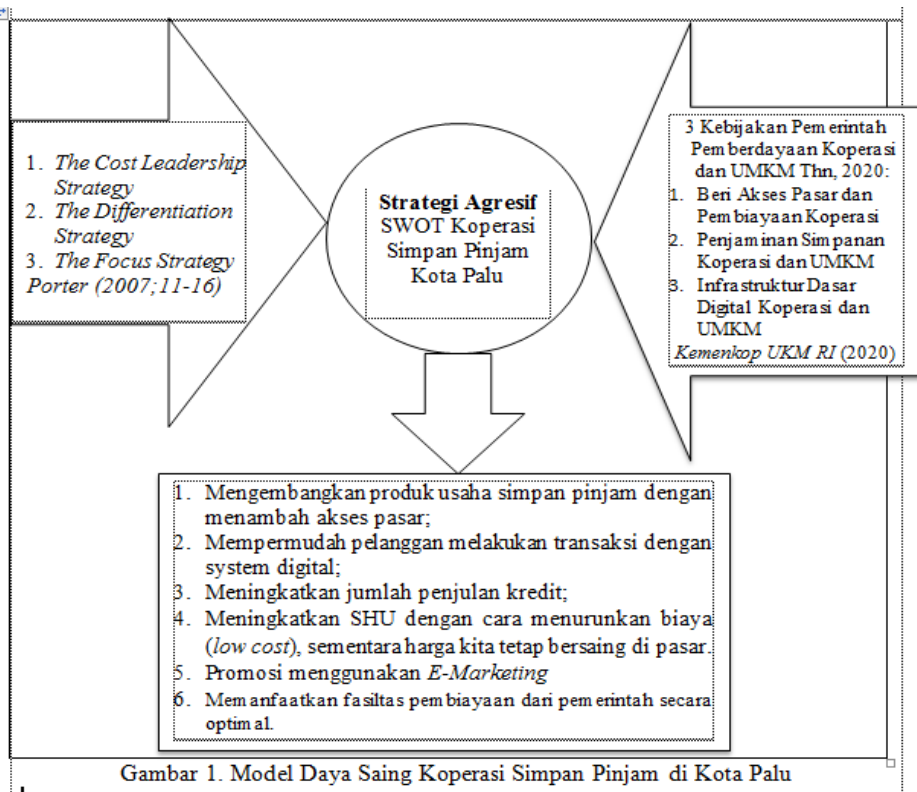 1. The Cost Leadership
Strategy
2. The Differentiation
Strategy
3. The Focus Strategy
Porter (2007;11-16)
Strategi Agresif
SWOT Koperasi
Simpan Pinjam
Kota Palu
3 Kebijakan Pemerintah
Pemberdayaan Koperasi
dan UMKM Thn, 2020:
1. Beri Akses Pasar dan
Pembiayaan Koperasi
2. Penjaminan Simpanan
Koperasi dan UMKM
3. Infrastruktur Dasar
Digital Koperasi dan
UMKM
Kemenkop UKM RI (2020)
1. Mengembangkan produk usaha simpan pinjam dengan
menambah akses pasar;
2. Mempermudah pelanggan melakukan transaksi dengan
system digital;
3. Meningkatkan jumlah penjulan kredit;
4. Meningkatkan SHU dengan cara menurunkan biaya
(low cost), sementara harga kita tetap bersaing di pasar.
5. Promosi menggunakan E-Marketing
6. Memanfaatkan fasiltas pembiayaan dari pemerintah secara
optimal.
Gambar 1. Model Daya Saing Koperasi Simpan Pinjam di Kota Palu